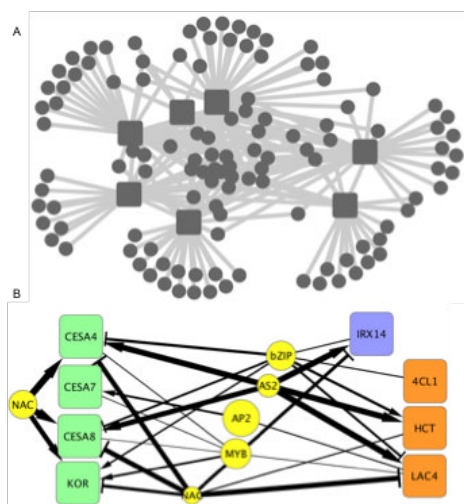 A
B
CESA4
bZIP
IRX14
CESA7
AS2
4CL1
NAC
AP2
HCT
CESA8
MYB
KOR
NAC
LAC4